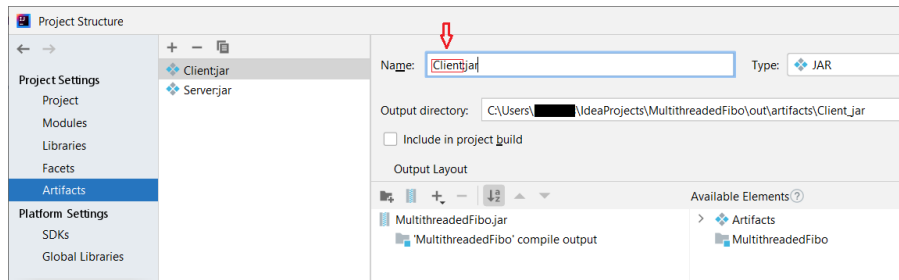 Project Structure
Project Settings
Project
Modules
Libraries
Facets
Artifacts
Platform Settings
SDKs
Global Libraries
Client:jar
Server:jar
Name: Client:jar
Type: JAR
Output directory: C:\Users\ \IdeaProjects\MultithreadedFibo\out\artifacts\Client_jar
Include in project build
Output Layout
Available Elements ?
MultithreadedFibo.jar
'MultithreadedFibo' compile output
Artifacts
MultithreadedFibo